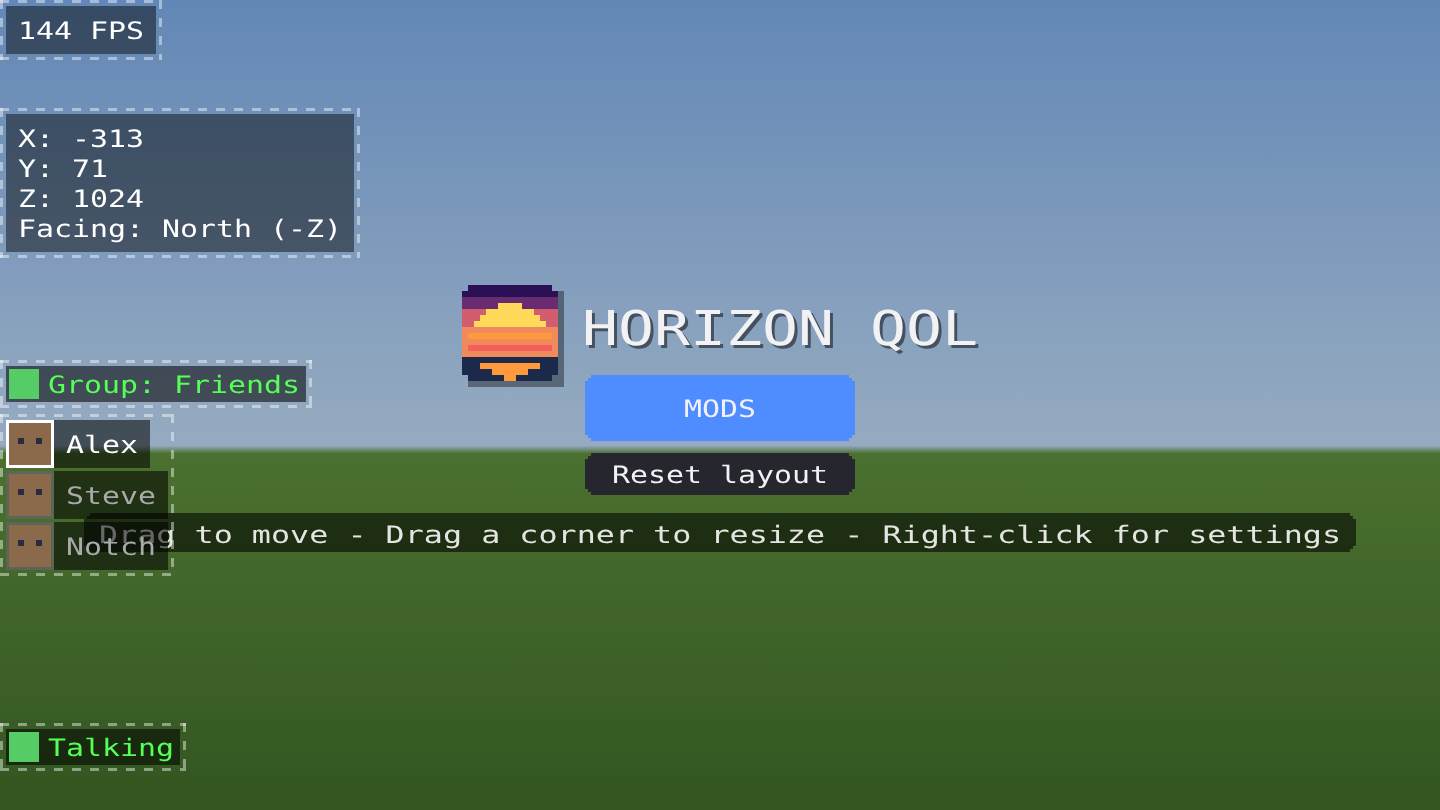 144 FPS
X: -313
Y: 71
Z: 1024
Facing: North (-Z)
HORIZON QOL
MODS
Group: Friends
Alex
Reset layout
Steve
Drag to move - Drag a corner to resize - Right-click for settings
Notch
Talking